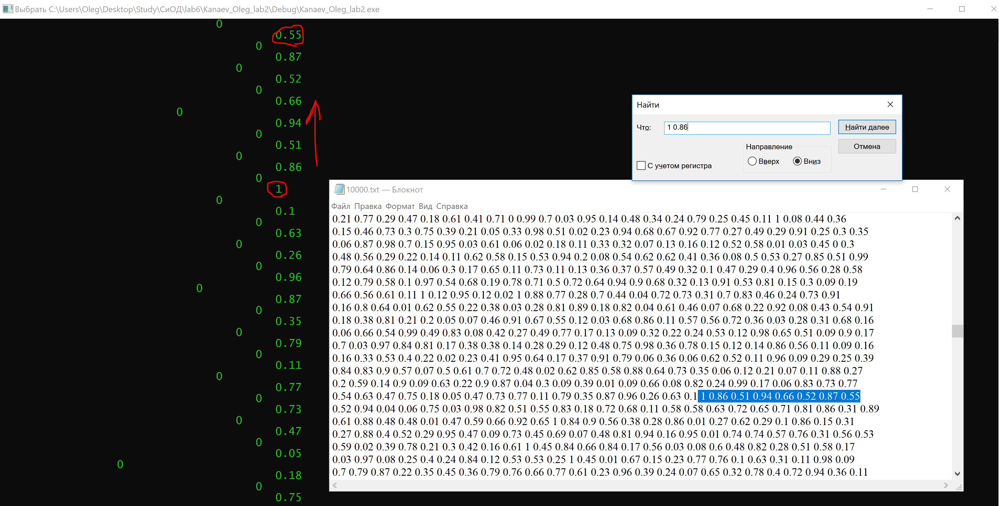 Выбрать C:\Users\Oleg\Desktop\Study\СиОД\lab6\Kanaev_Oleg_lab2\Debug\Kanaev_Oleg_lab2.exe
0
0.55
0
0.87
0
0.52
0
0.66
0
0.94
0
0.51
0
0.86
0
1
0
0.1
0
0.63
0
0.26
0
0.96
0
0.87
0
0.35
0
0.79
0
0.11
0
0.77
0
0.73
0
0.47
0
0.05
0
0.18
0
0.75
Найти
Что: 1 0.86
Найти далее
Отмена
Направление
Вверх Вниз
С учетом регистра
10000.txt — Блокнот
Файл Правка Формат Вид Справка
0.21 0.77 0.29 0.47 0.18 0.61 0.41 0.71 0 0.99 0.7 0.03 0.95 0.14 0.48 0.34 0.24 0.79 0.25 0.45 0.11 1 0.08 0.44 0.36
0.15 0.46 0.73 0.3 0.75 0.39 0.21 0.05 0.33 0.98 0.51 0.02 0.23 0.94 0.68 0.67 0.92 0.77 0.27 0.49 0.29 0.91 0.25 0.3 0.35
0.06 0.87 0.98 0.7 0.15 0.95 0.03 0.61 0.06 0.02 0.18 0.11 0.33 0.32 0.07 0.13 0.16 0.12 0.52 0.58 0.01 0.03 0.45 0 0.3
0.48 0.56 0.29 0.22 0.14 0.11 0.62 0.58 0.15 0.53 0.94 0.2 0.08 0.54 0.62 0.62 0.41 0.36 0.08 0.5 0.53 0.27 0.85 0.51 0.99
0.79 0.64 0.86 0.14 0.06 0.3 0.17 0.65 0.11 0.73 0.11 0.13 0.36 0.37 0.57 0.49 0.32 0.1 0.47 0.29 0.4 0.96 0.56 0.28 0.58
0.12 0.79 0.58 0.1 0.97 0.54 0.68 0.19 0.78 0.71 0.5 0.72 0.64 0.94 0.9 0.68 0.32 0.13 0.91 0.53 0.81 0.15 0.3 0.09 0.19
0.66 0.56 0.61 0.11 1 0.12 0.95 0.12 0.02 1 0.88 0.77 0.28 0.7 0.44 0.04 0.72 0.73 0.31 0.7 0.83 0.46 0.24 0.73 0.91
0.16 0.8 0.64 0.01 0.62 0.55 0.22 0.38 0.03 0.28 0.81 0.89 0.18 0.82 0.04 0.61 0.46 0.07 0.68 0.22 0.92 0.08 0.43 0.54 0.91
0.18 0.38 0.81 0.21 0.2 0.05 0.07 0.46 0.91 0.67 0.55 0.12 0.03 0.68 0.86 0.11 0.57 0.56 0.72 0.36 0.03 0.28 0.31 0.68 0.16
0.06 0.66 0.54 0.99 0.49 0.83 0.08 0.42 0.27 0.49 0.77 0.17 0.13 0.09 0.32 0.22 0.24 0.53 0.12 0.98 0.65 0.51 0.09 0.9 0.17
0.7 0.03 0.97 0.84 0.81 0.17 0.38 0.38 0.14 0.28 0.29 0.12 0.48 0.75 0.98 0.36 0.78 0.15 0.12 0.14 0.86 0.56 0.11 0.09 0.16
0.16 0.33 0.53 0.4 0.22 0.02 0.23 0.41 0.95 0.64 0.17 0.37 0.91 0.79 0.06 0.36 0.06 0.62 0.52 0.11 0.96 0.09 0.29 0.25 0.39
0.84 0.83 0.9 0.57 0.07 0.5 0.61 0.7 0.72 0.48 0.02 0.62 0.85 0.58 0.88 0.64 0.73 0.35 0.06 0.12 0.21 0.07 0.11 0.88 0.27
0.2 0.59 0.14 0.9 0.09 0.63 0.22 0.9 0.87 0.04 0.3 0.09 0.39 0.01 0.09 0.66 0.08 0.82 0.24 0.99 0.17 0.06 0.83 0.73 0.77
0.54 0.63 0.47 0.75 0.18 0.05 0.47 0.73 0.77 0.11 0.79 0.35 0.87 0.96 0.26 0.63 0.1 1 0.86 0.51 0.94 0.66 0.52 0.87 0.55
0.52 0.94 0.04 0.06 0.75 0.03 0.98 0.82 0.51 0.55 0.83 0.18 0.72 0.68 0.11 0.58 0.58 0.63 0.72 0.65 0.71 0.81 0.86 0.31 0.89
0.61 0.88 0.48 0.48 0.01 0.47 0.59 0.66 0.92 0.65 1 0.84 0.9 0.56 0.38 0.28 0.86 0.01 0.27 0.62 0.29 0.1 0.86 0.15 0.31
0.27 0.88 0.4 0.52 0.29 0.95 0.47 0.09 0.73 0.45 0.69 0.07 0.48 0.81 0.94 0.16 0.95 0.01 0.74 0.74 0.57 0.76 0.31 0.56 0.53
0.59 0.02 0.39 0.78 0.21 0.3 0.42 0.16 0.61 1 0.45 0.84 0.66 0.84 0.17 0.56 0.03 0.08 0.6 0.48 0.82 0.28 0.51 0.58 0.17
0.03 0.97 0.08 0.25 0.4 0.24 0.84 0.12 0.53 0.53 0.25 1 0.45 0.01 0.67 0.15 0.23 0.77 0.76 0.1 0.63 0.31 0.11 0.98 0.09
0.7 0.79 0.87 0.22 0.35 0.45 0.36 0.79 0.76 0.66 0.77 0.61 0.23 0.96 0.39 0.24 0.07 0.65 0.32 0.78 0.4 0.72 0.94 0.36 0.11